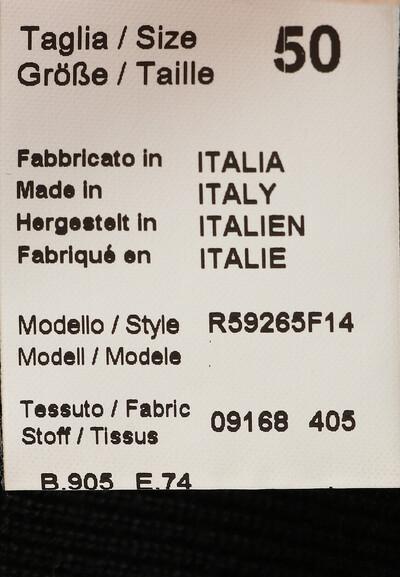 Taglia / Size 50
Größe / Taille
Fabbricato in ITALIA
Made in ITALY
Hergestelt in ITALIEN
Fabriqué en ITALIE
Modello / Style R59265F14
Modell / Modele
Tessuto / Fabric 09168 405
Stoff / Tissus
B.905 E.74